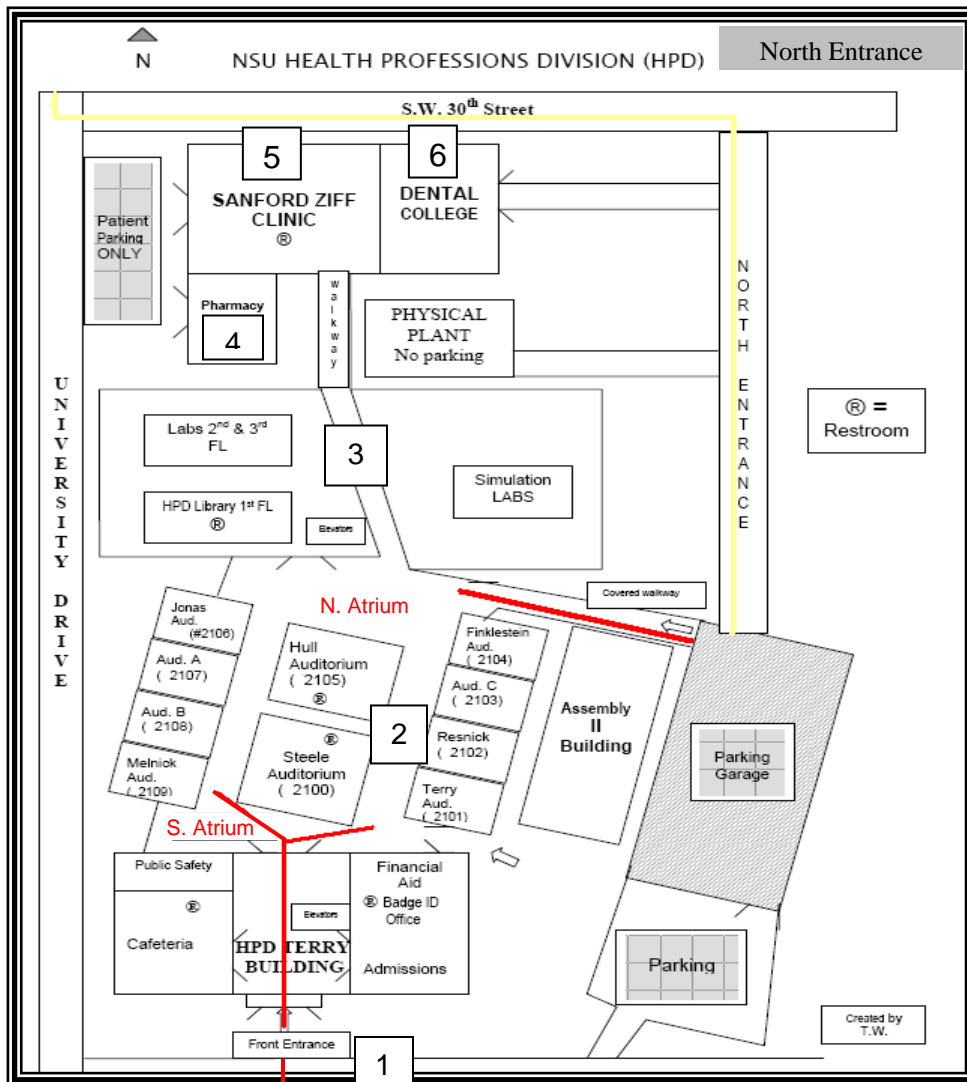 N
NSU HEALTH PROFESSIONS DIVISION (HPD)
North Entrance
S.W. 30th Street
5
6
SANFORD ZIFF
CLINIC
®
DENTAL
COLLEGE
Patient
Parking
ONLY
Pharmacy
4
walkway
PHYSICAL
PLANT
No parking
NORTH ENTRANCE
UNIVERSITY DRIVE
® =
Restroom
Labs 2nd & 3rd
FL
3
HPD Library 1st FL
®
Elevators
Simulation
LABS
N. Atrium
Covered walkway
Jonas
Aud.
(#2106)
Aud. A
( 2107)
Aud. B
( 2108)
Melnick
Aud.
( 2109)
Hull
Auditorium
( 2105)
®
2
®
Steele
Auditorium
( 2100)
Finklestein
Aud.
( 2104)
Aud. C
( 2103)
Resnick
( 2102)
Terry
Aud.
( 2101)
Assembly
II
Building
Parking
Garage
S. Atrium
Public Safety
®
Cafeteria
Elevators
HPD TERRY
BUILDING
Financial
Aid
® Badge ID
Office
Admissions
Parking
Created by
T.W.
Front Entrance
1